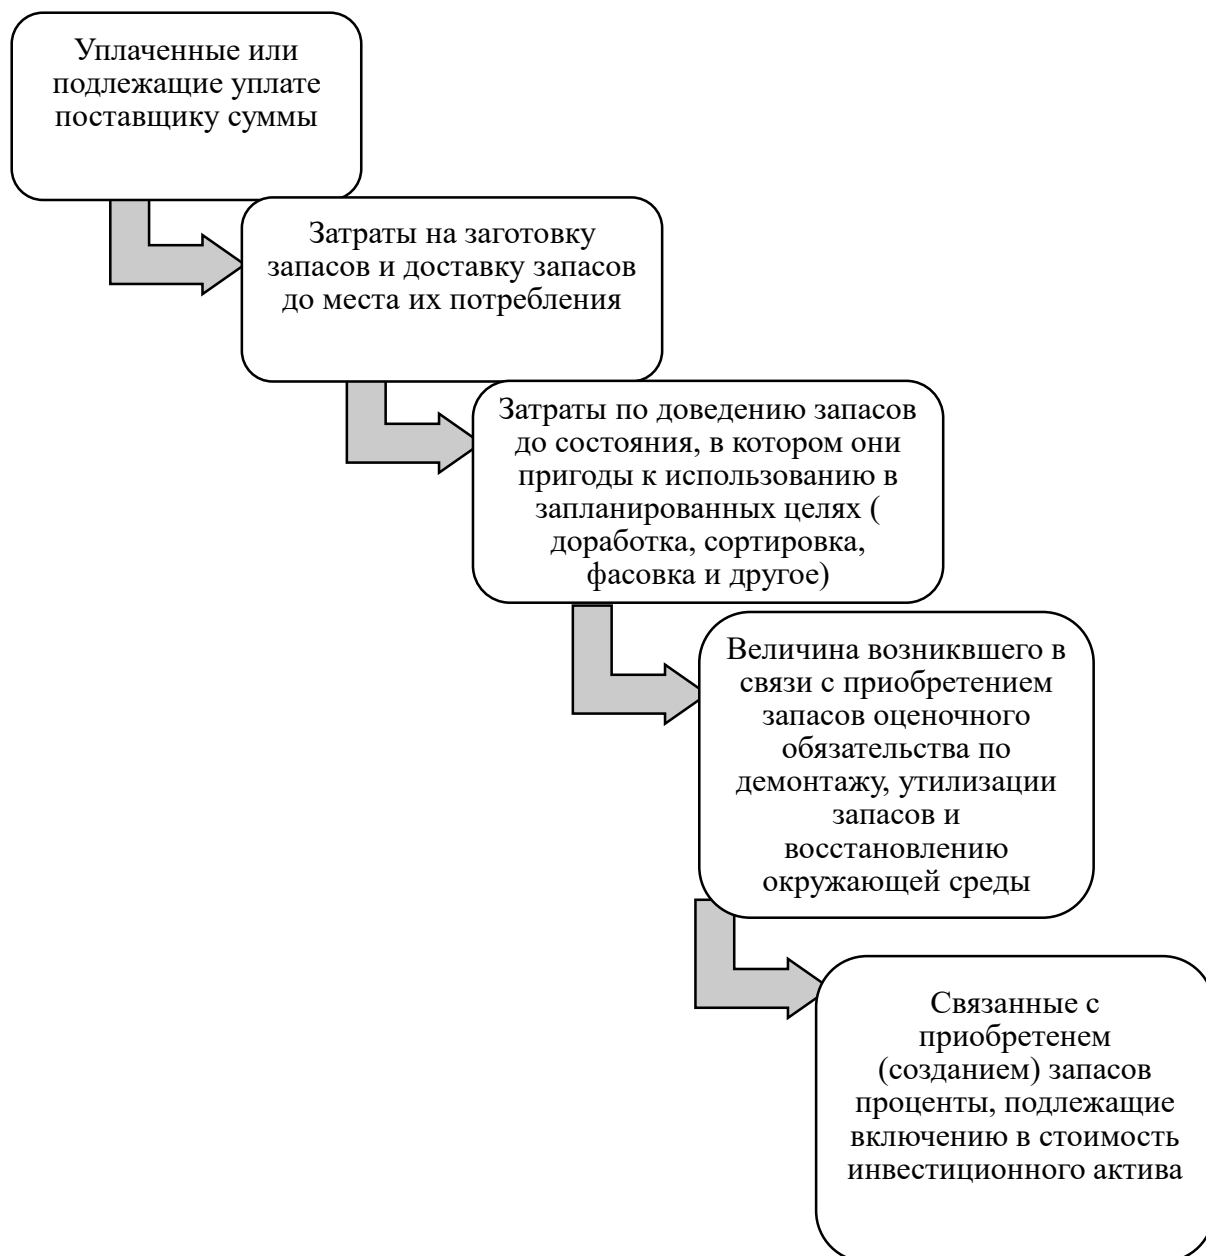 Уплаченные или
подлежащие уплате
поставщику суммы
Затраты на заготовку
запасов и доставку запасов
до места их потребления
Затраты по доведению запасов
до состояния, в котором они
пригоды к использованию в
запланированных целях (
доработка, сортировка,
фасовка и другое)
Величина возниквшего в
связи с приобретением
запасов оценочного
обязательства по
демонтажу, утилизации
запасов и
восстановлению
окружающей среды
Связанные с
приобретенем
(созданием) запасов
проценты, подлежащие
включению в стоимость
инвестиционного актива